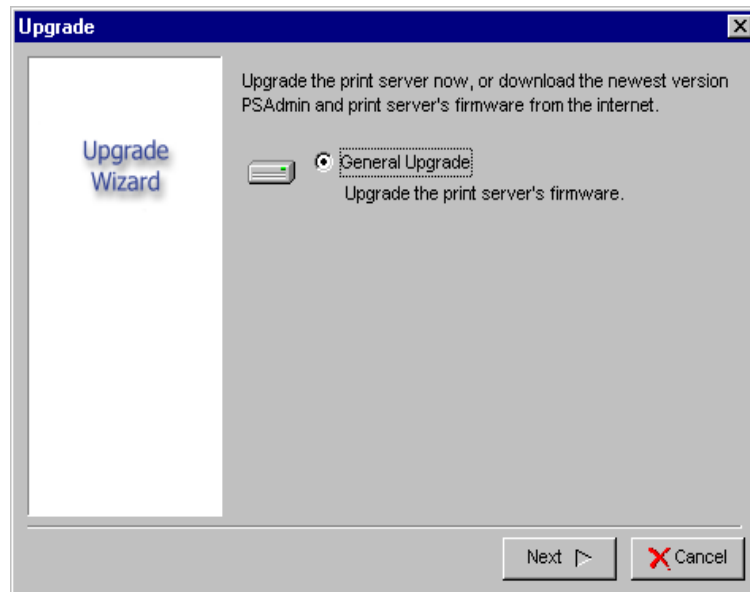 Upgrade
Upgrade the print server now, or download the newest version
PSAdmin and print server's firmware from the internet.
Upgrade
Wizard
General Upgrade
Upgrade the print server's firmware.
Next
Cancel